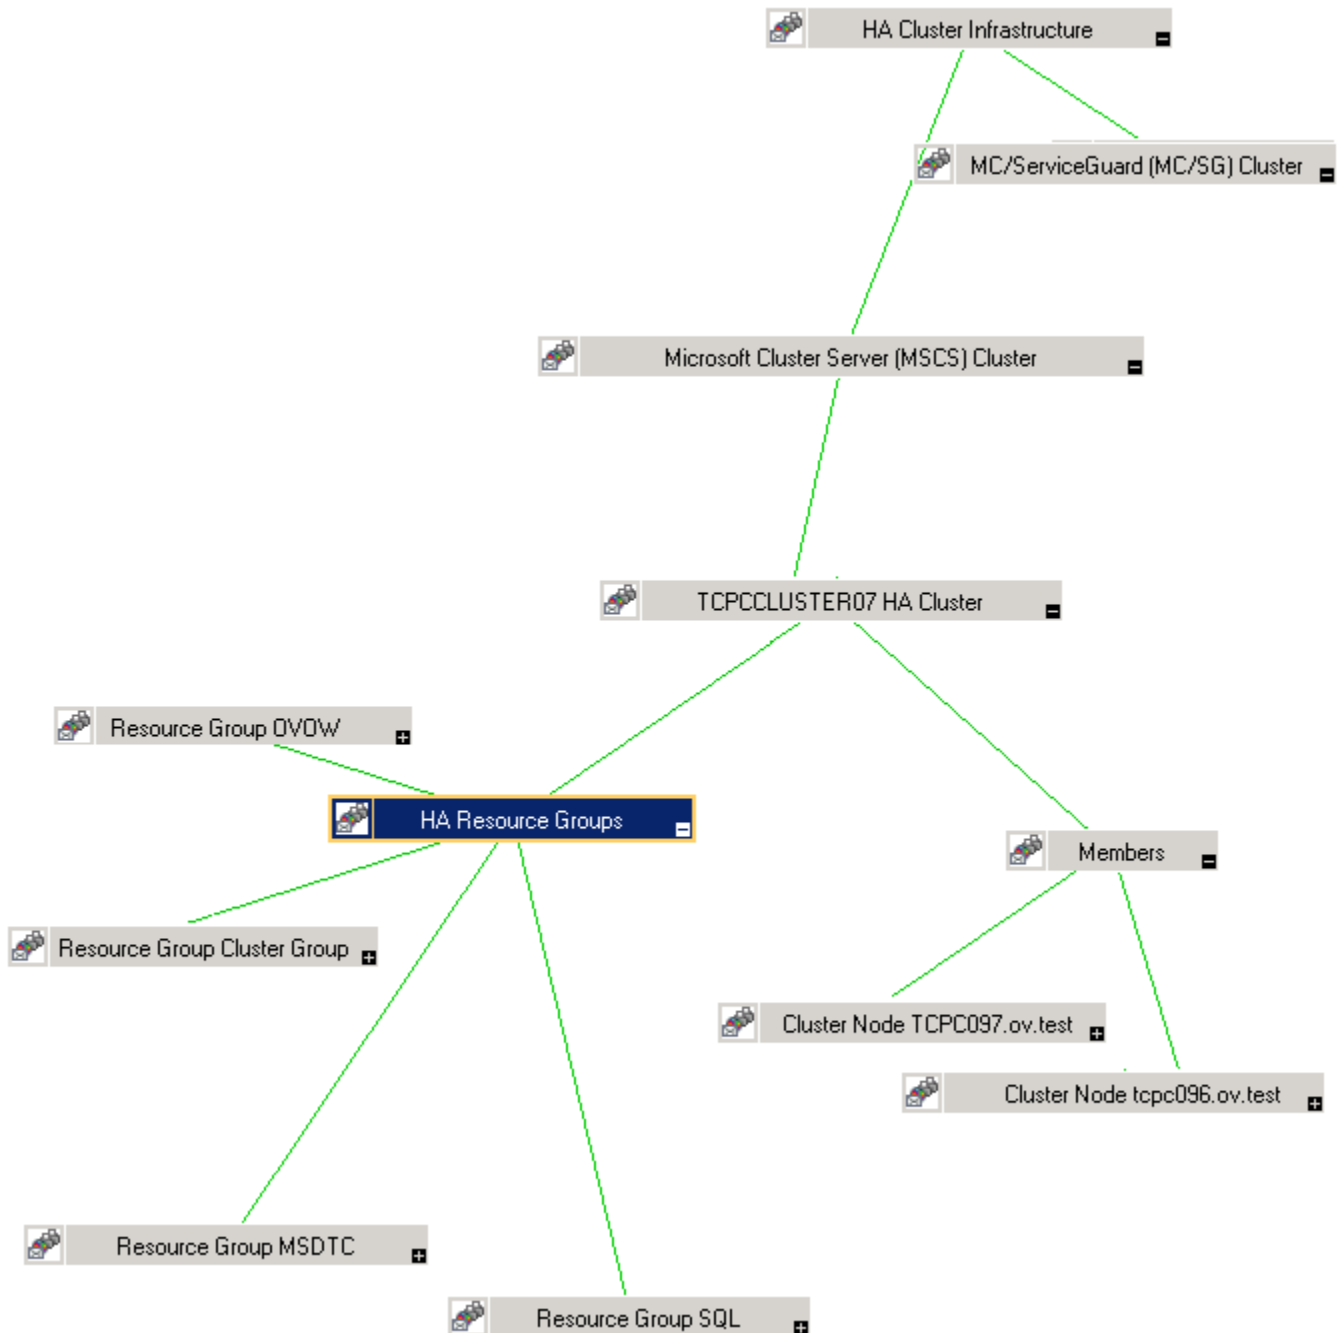 HA Cluster Infrastructure
MC/ServiceGuard (MC/SG) Cluster
Microsoft Cluster Server (MSCS) Cluster
TCPCCLUSTER07 HA Cluster
Resource Group OVOW
HA Resource Groups
Members
Resource Group Cluster Group
Cluster Node TCPC097.ov.test
Cluster Node tcpc096.ov.test
Resource Group MSDTC
Resource Group SQL